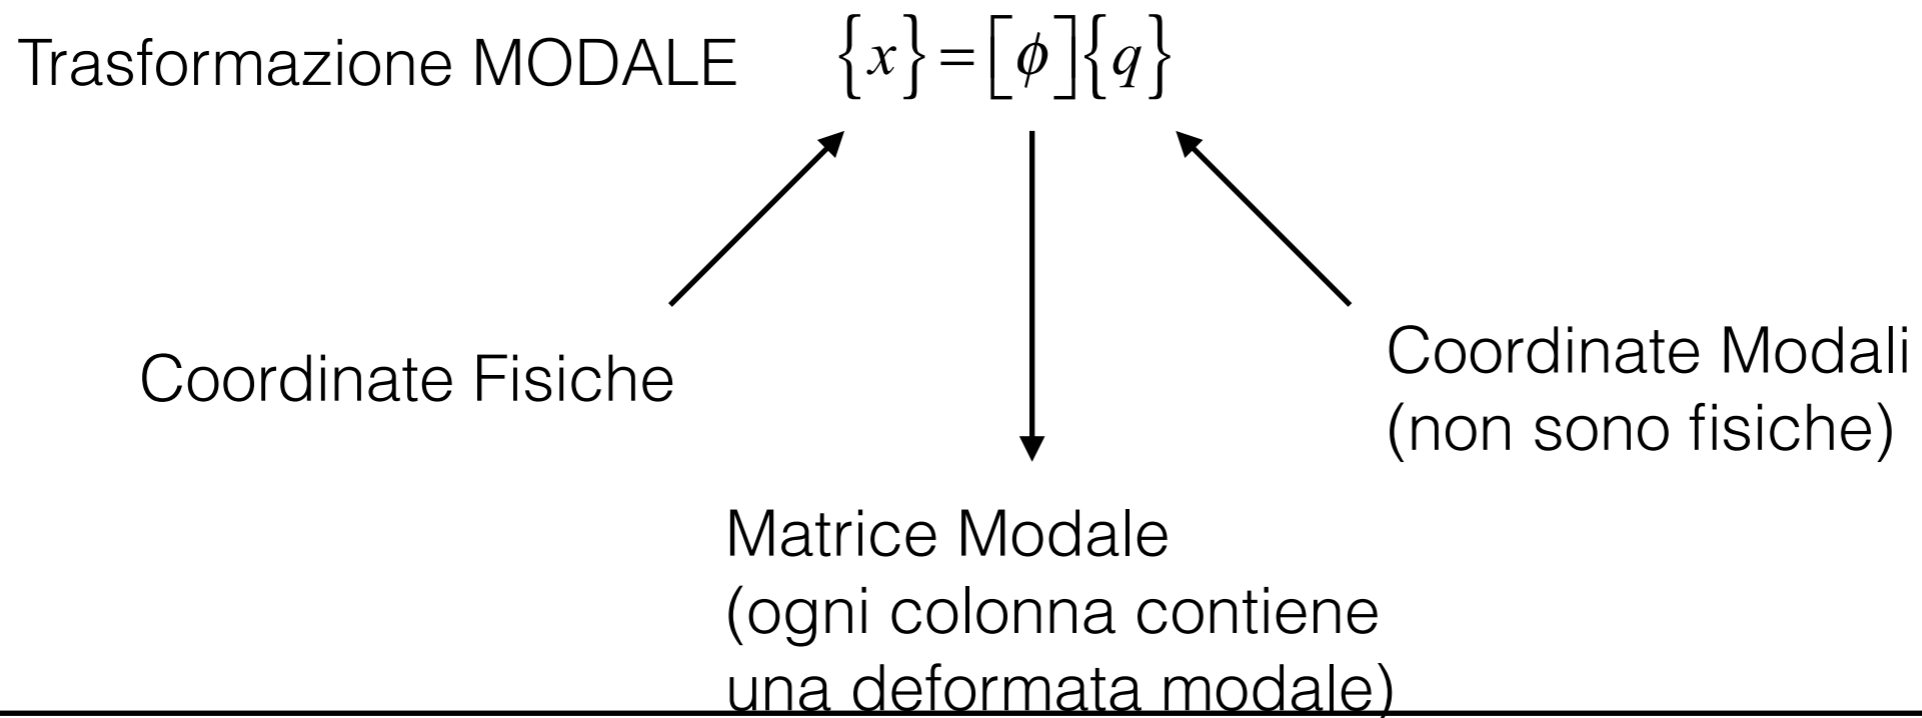 Trasformazione MODALE {x}=[ϕ]{q}
Coordinate Fisiche
Coordinate Modali
(non sono fisiche)
Matrice Modale
(ogni colonna contiene
una deformata modale)